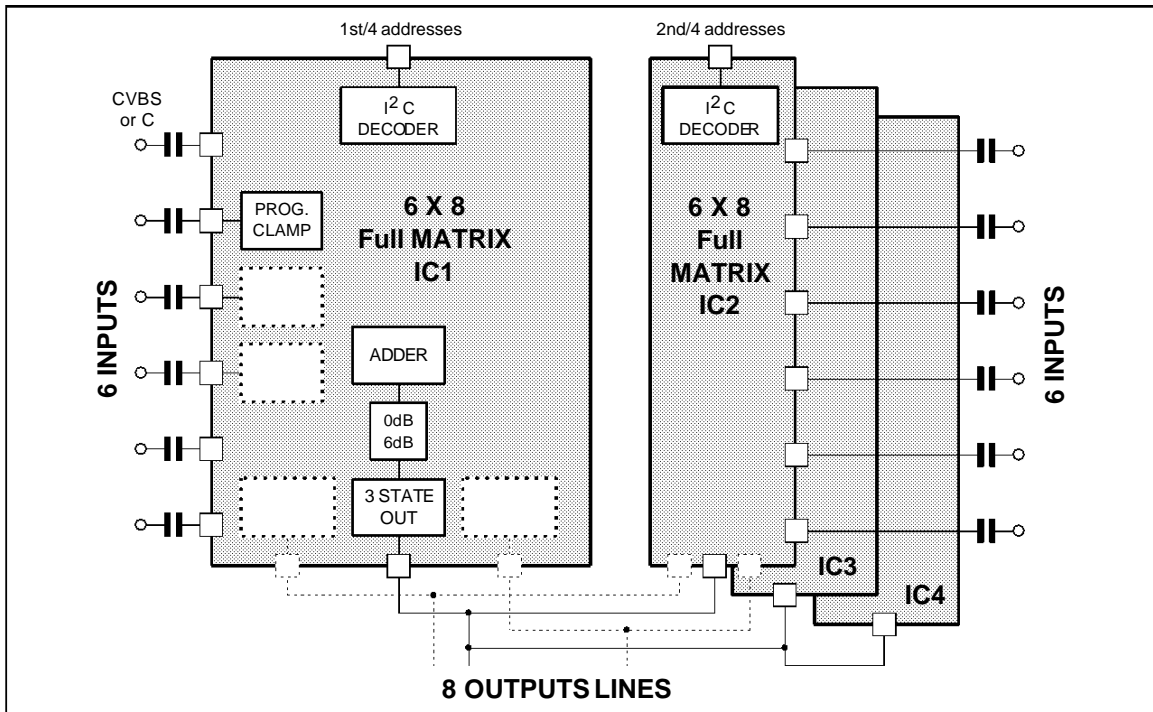 1st/4 addresses
2nd/4 addresses
CVBS
or C
I2C
DECODER
I2C
DECODER
PROG.
CLAMP
6 X 8
Full MATRIX
IC1
6 X 8
Full
MATRIX
IC2
6 INPUTS
6 INPUTS
ADDER
0dB
6dB
3 STATE
OUT
IC3
IC4
8 OUTPUTS LINES